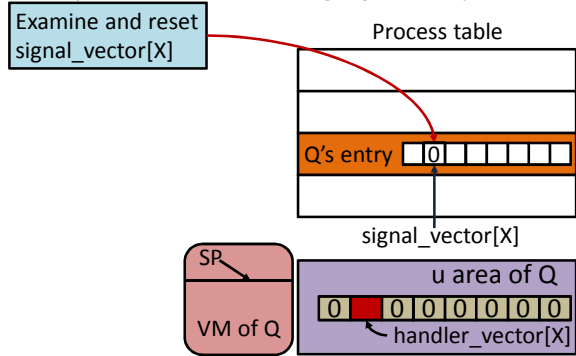 Examine and reset
signal_vector[X]
Process table
Q's entry
0
signal_vector[X]
SP
VM of Q
u area of Q
0 0 0 0 0 0 0
handler_vector[X]